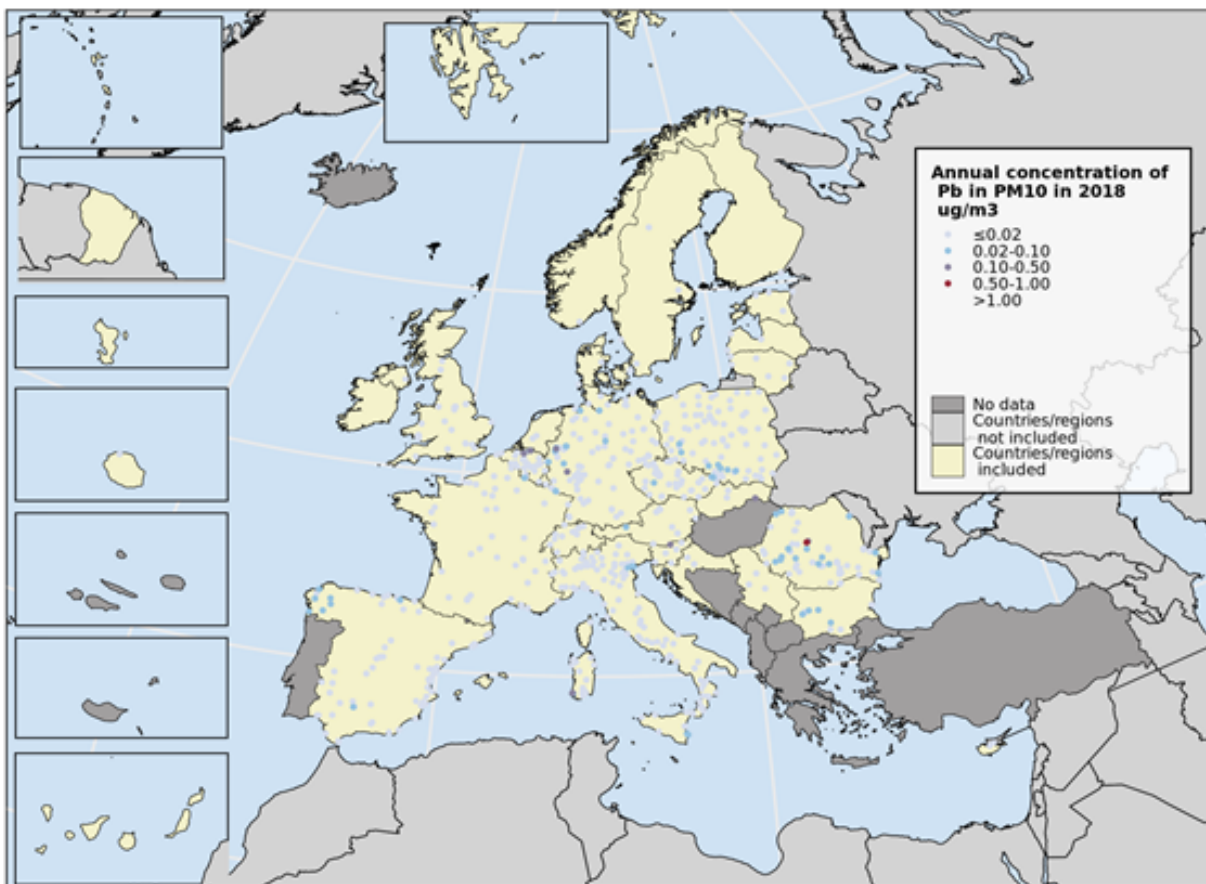 Annual concentration of
Pb in PM10 in 2018
ug/m3
≤0.02
0.02-0.10
0.10-0.50
0.50-1.00
>1.00
No data
Countries/regions
not included
Countries/regions
included